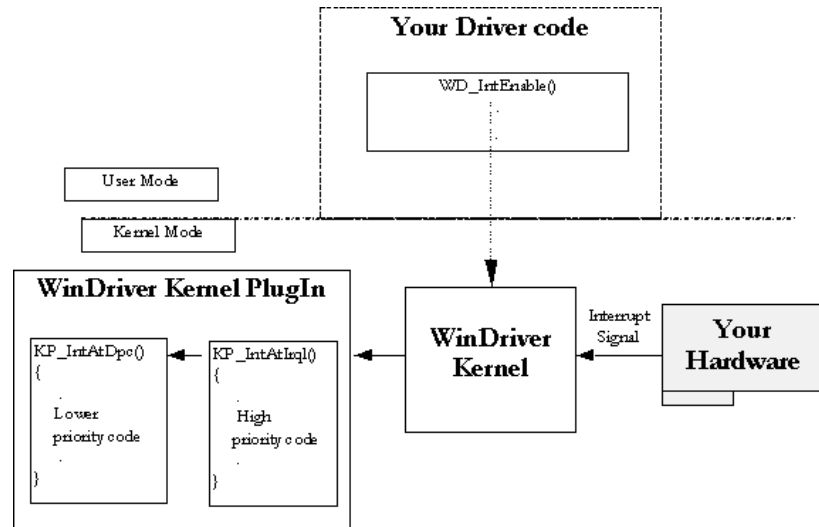 Your Driver code
WD_IntEnable()
.
.
User Mode
Kernel Mode
WinDriver Kernel PlugIn
KP_IntAtDpc()
{
.
Lower
priority code
.
}
KP_IntAtIrql()
{
.
High
priority code
.
}
WinDriver
Kernel
Interrupt
Signal
Your
Hardware